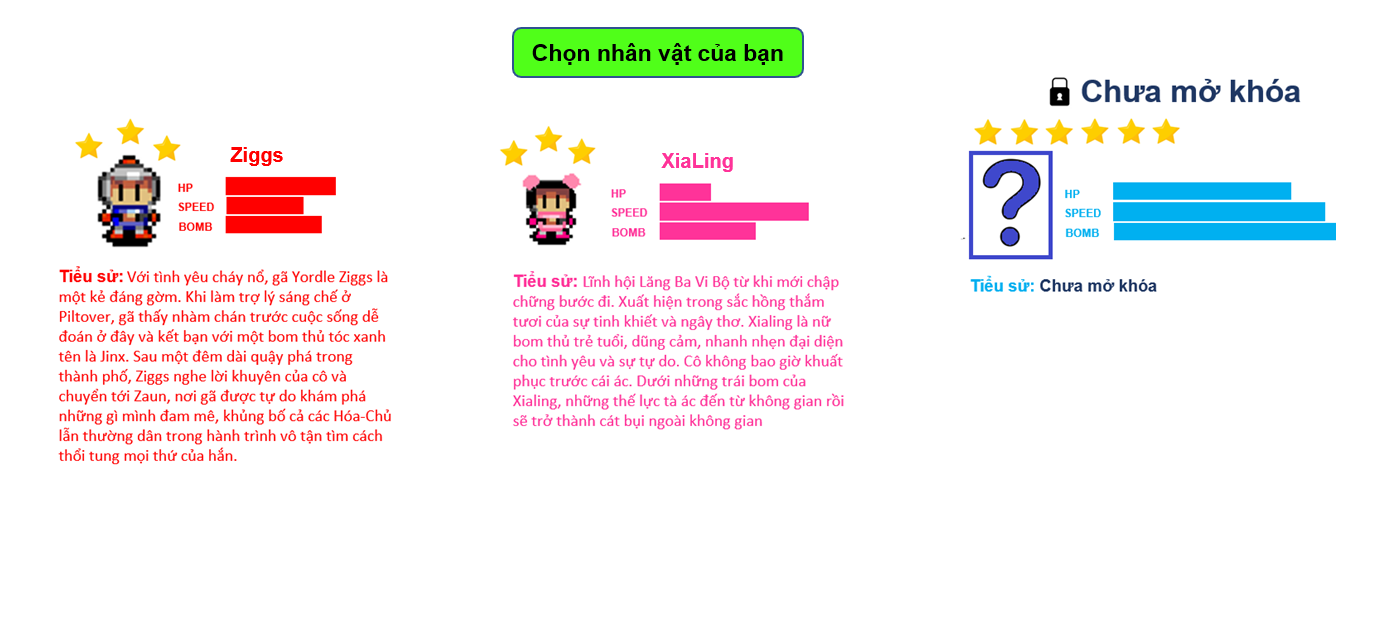 Chọn nhân vật của bạn
Ziggs
HP
SPEED
BOMB
Tiểu sử: Với tình yêu cháy nổ, gã Yordle Ziggs là
một kẻ đáng gờm. Khi làm trợ lý sáng chế ở
Piltover, gã thấy nhàm chán trước cuộc sống dễ
đoán ở đây và kết bạn với một bom thủ tóc xanh
tên là Jinx. Sau một đêm dài quậy phá trong
thành phố, Ziggs nghe lời khuyên của cô và
chuyển tới Zaun, nơi gã được tự do khám phá
những gì mình đam mê, khủng bố cả các Hóa-Chủ
lẫn thường dân trong hành trình vô tận tìm cách
thổi tung mọi thứ của hắn.
XiaLing
HP
SPEED
BOMB
Tiểu sử: Lĩnh hội Lăng Ba Vi Bộ từ khi mới chập
chững bước đi. Xuất hiện trong sắc hồng thắm
tươi của sự tinh khiết và ngây thơ. Xialing là nữ
bom thủ trẻ tuổi, dũng cảm, nhanh nhẹn đại diện
cho tình yêu và sự tự do. Cô không bao giờ khuất
phục trước cái ác. Dưới những trái bom của
Xialing, những thế lực tà ác đến từ không gian rồi
sẽ trở thành cát bụi ngoài không gian
Chưa mở khóa
?
HP
SPEED
BOMB
Tiểu sử: Chưa mở khóa